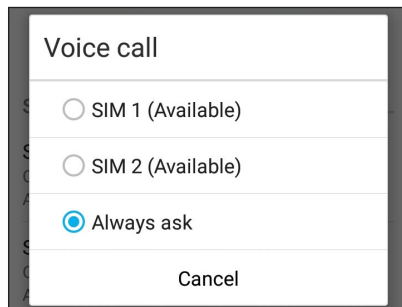 Voice call
SIM 1 (Available)
SIM 2 (Available)
Always ask
Cancel